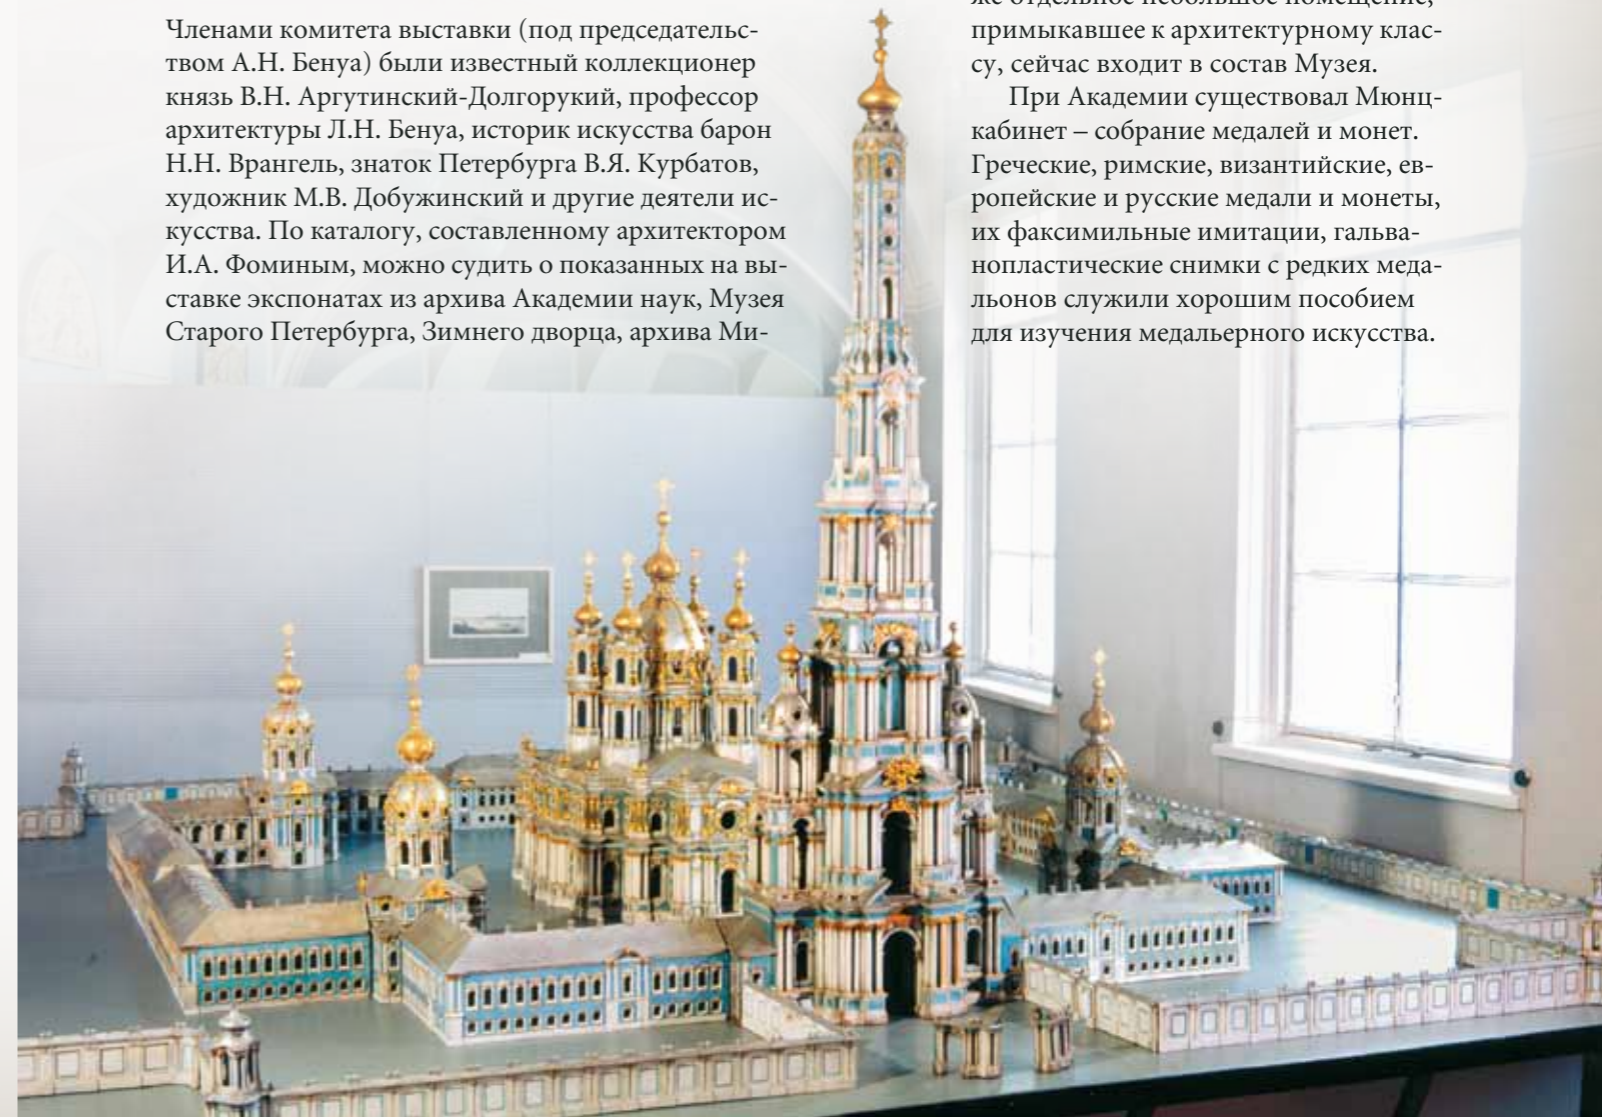 Членами комитета выставки (под председательс-
твом А.Н. Бенуа) были известный коллекционер
князь В.Н. Аргутинский-Долгорукий, профессор
архитектуры Л.Н. Бенуа, историк искусства барон
Н.Н. Врангель, знаток Петербурга В.Я. Курбатов,
художник М.В. Добужинский и другие деятели ис-
кусства. По каталогу, составленному архитектором
И.А. Фоминым, можно судить о показанных на вы-
ставке экспонатах из архива Академии наук, Музея
Старого Петербурга, Зимнего дворца, архива Ми-
же отдельное небольшое помещение,
примыкавшее к архитектурному клас-
су, сейчас входит в состав Музея.
При Академии существовал Мюнц-
кабинет – собрание медалей и монет.
Греческие, римские, византийские, ев-
ропейские и русские медали и монеты,
их факсимильные имитации, гальва-
нопластические снимки с редких меда-
льонов служили хорошим пособием
для изучения медальерного искусства.